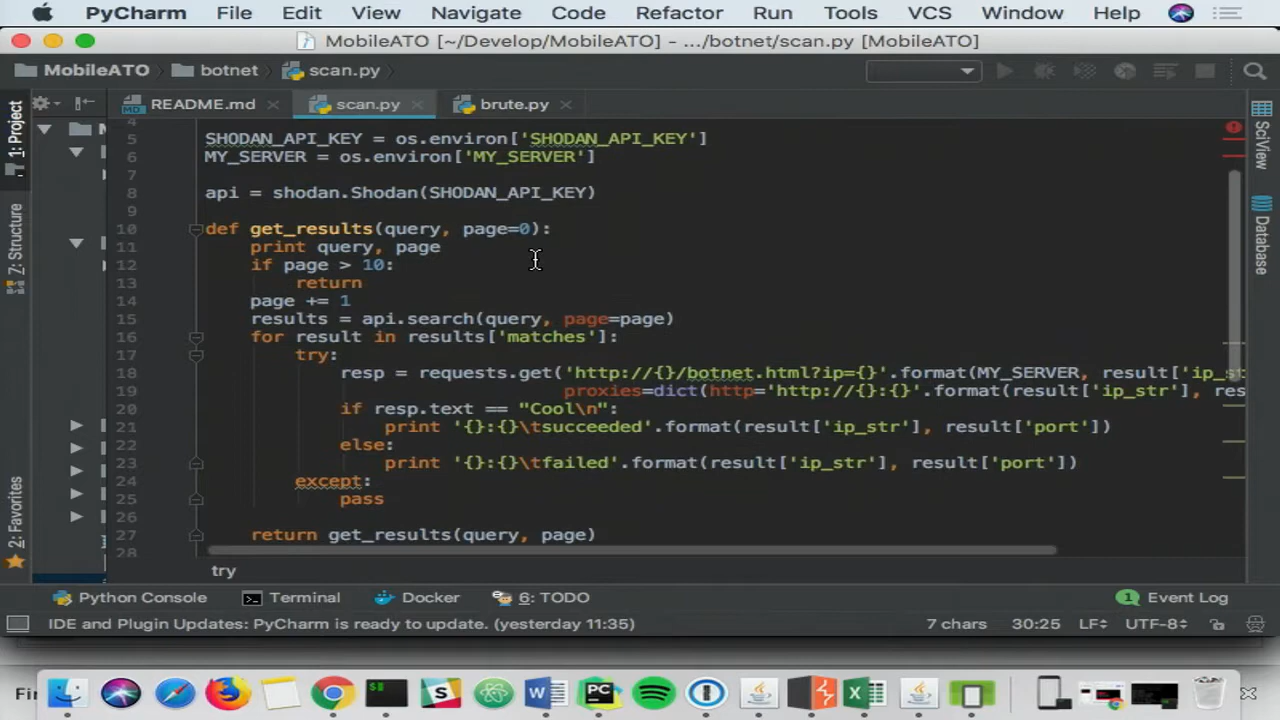 PyCharm File Edit View Navigate Code Refactor Run Tools VCS Window Help
MobileATO [~/Develop/MobileATO] - .../botnet/scan.py [MobileATO]
MobileATO botnet scan.py
1: Project
README.md scan.py brute.py
SciView
5 SHODAN_API_KEY = os.environ['SHODAN_API_KEY']
6 MY_SERVER = os.environ['MY_SERVER']
7
8 api = shodan.Shodan(SHODAN_API_KEY)
9
10 def get_results(query, page=0):
11 print query, page
12 if page > 10:
13 return
14 page += 1
15 results = api.search(query, page=page)
16 for result in results['matches']:
17 try:
18 resp = requests.get('http://{}/botnet.html?ip={}'.format(MY_SERVER, result['ip_st
19 proxies=dict(http='http://{}:{}'.format(result['ip_str'], res
20 if resp.text == "Cool\n":
21 print '{}:{}\tsucceeded'.format(result['ip_str'], result['port'])
22 else:
23 print '{}:{}\tfailed'.format(result['ip_str'], result['port'])
24 except:
25 pass
26
27 return get_results(query, page)
28
7: Structure
Database
2: Favorites
try
Python Console Terminal Docker 6: TODO 1 Event Log
IDE and Plugin Updates: PyCharm is ready to update. (yesterday 11:35) 7 chars 30:25 LF UTF-8